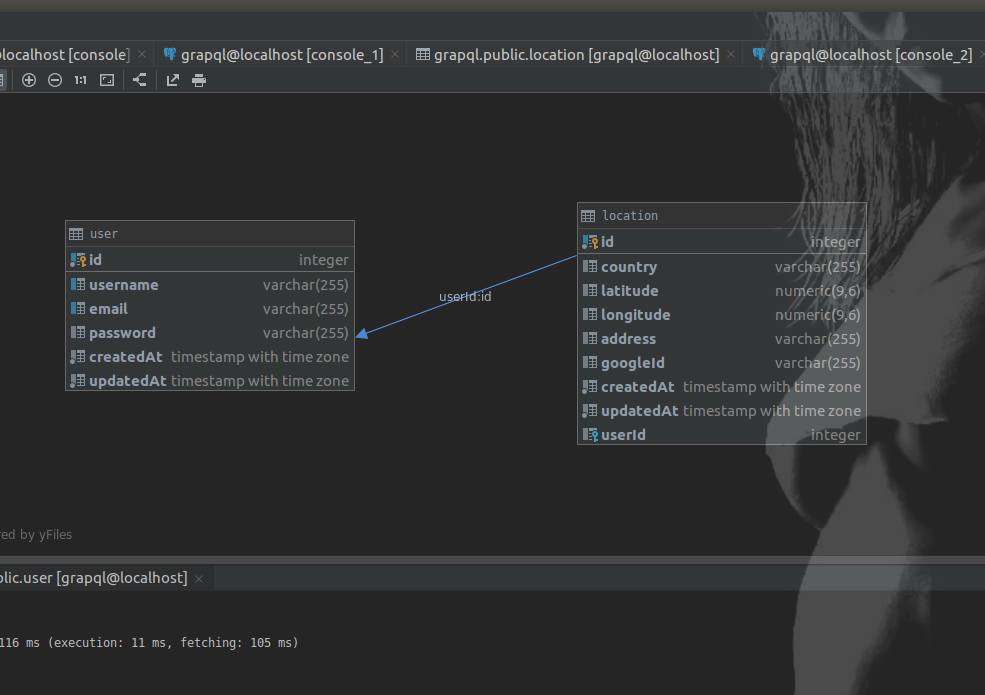 localhost [console]
grapql@localhost [console_1]
grapql.public.location [grapql@localhost]
grapql@localhost [console_2]
1:1
user
id integer
username varchar(255)
email varchar(255)
password varchar(255)
createdAt timestamp with time zone
updatedAt timestamp with time zone
userId:id
location
id integer
country varchar(255)
latitude numeric(9,6)
longitude numeric(9,6)
address varchar(255)
googleId varchar(255)
createdAt timestamp with time zone
updatedAt timestamp with time zone
userId integer
red by yFiles
blic.user [grapql@localhost]
116 ms (execution: 11 ms, fetching: 105 ms)